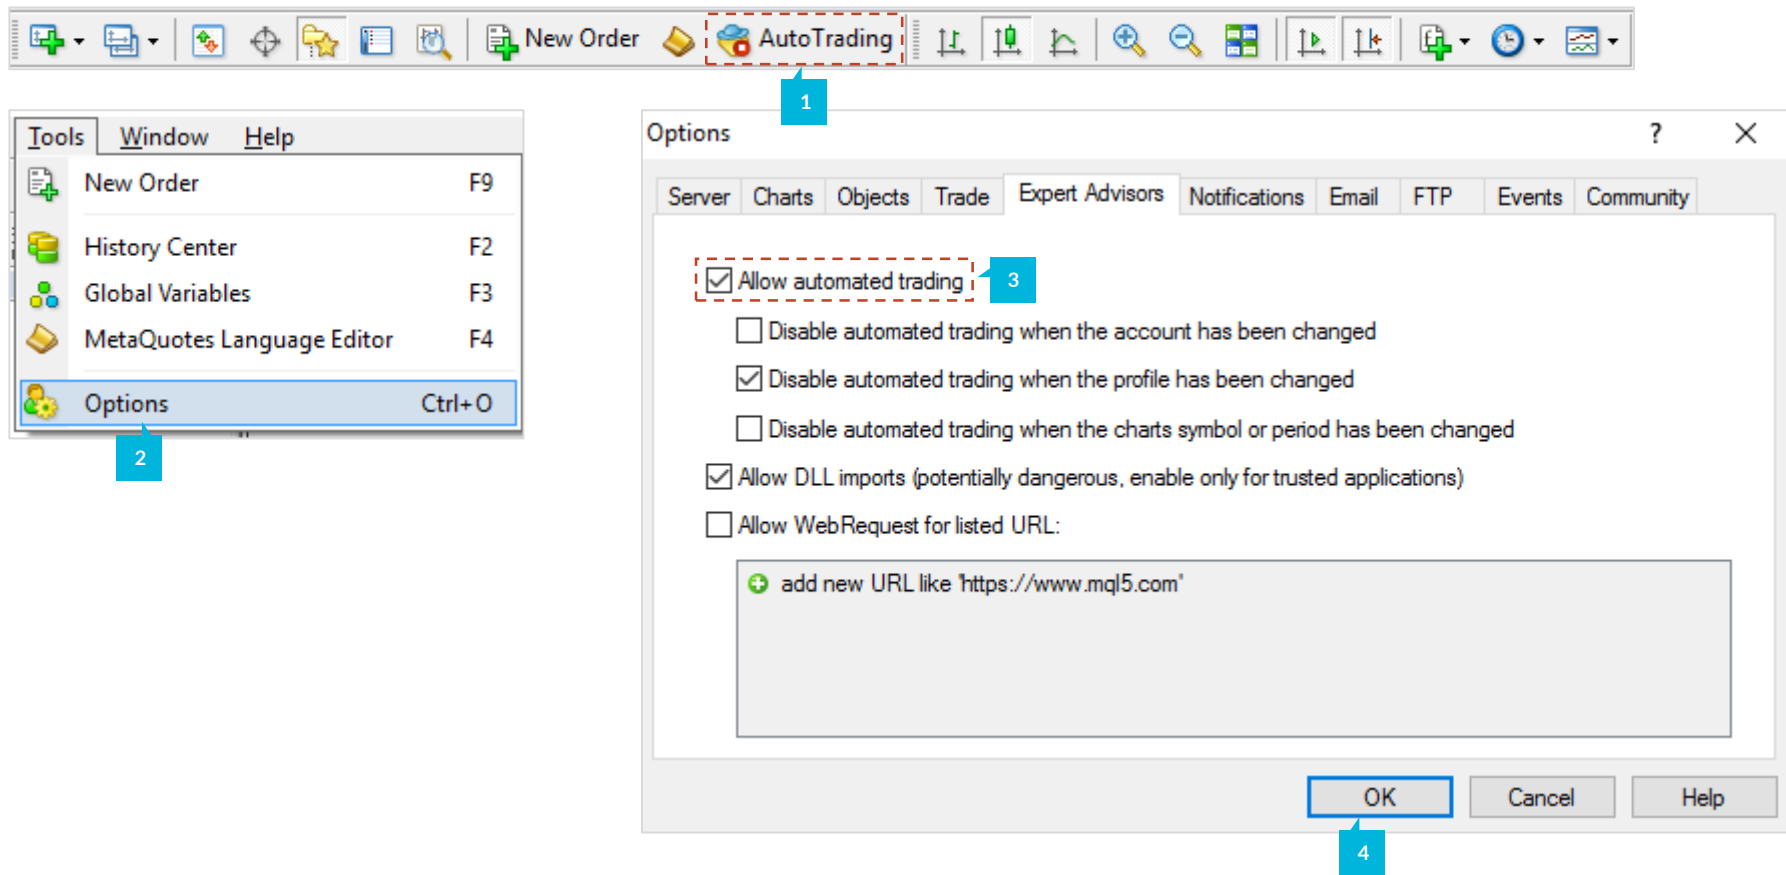 New Order
AutoTrading
1
Tools Window Help
New Order F9
History Center F2
Global Variables F3
MetaQuotes Language Editor F4
Options Ctrl+O
2
Options ?
Server Charts Objects Trade Expert Advisors Notifications Email FTP Events Community
Allow automated trading
3
Disable automated trading when the account has been changed
Disable automated trading when the profile has been changed
Disable automated trading when the charts symbol or period has been changed
Allow DLL imports (potentially dangerous, enable only for trusted applications)
Allow WebRequest for listed URL:
add new URL like 'https://www.mql5.com'
OK Cancel Help
4